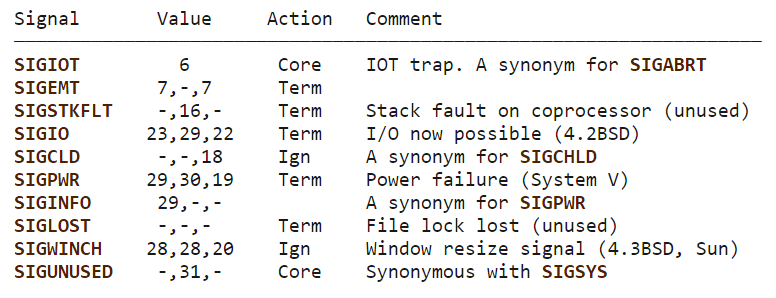 Signal Value Action Comment
SIGIOT 6 Core IOT trap. A synonym for SIGABRT
SIGEMT 7,-,7 Term
SIGSTKFLT -,16,- Term Stack fault on coprocessor (unused)
SIGIO 23,29,22 Term I/O now possible (4.2BSD)
SIGCLD -,-,18 Ign A synonym for SIGCHLD
SIGPWR 29,30,19 Term Power failure (System V)
SIGINFO 29,-,- A synonym for SIGPWR
SIGLOST -,-,- Term File lock lost (unused)
SIGWINCH 28,28,20 Ign Window resize signal (4.3BSD, Sun)
SIGUNUSED -,31,- Core Synonymous with SIGSYS